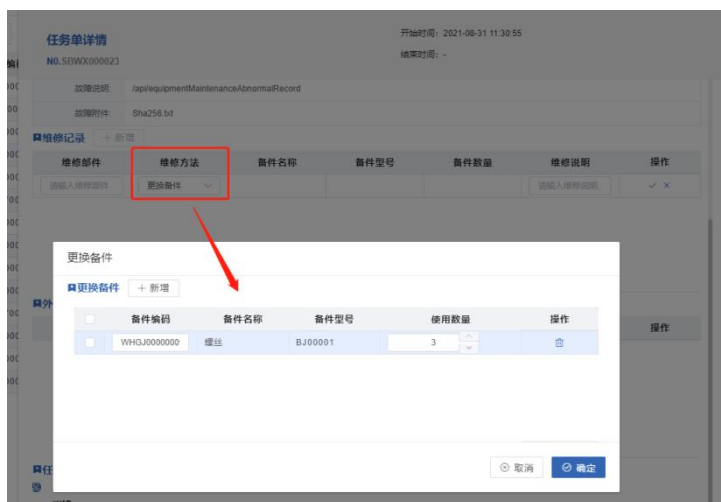 任务单详情
开始时间：2021-08-31 11:30:55
NO.SBWX000023
结束时间：-
故障说明:
/api/equipmentMaintenanceAbnormalRecord
故障附件:
Sha256.txt
维修记录 + 新增
维修部件 维修方法 备件名称 备件型号 备件数量 维修说明 操作
请输入维修部件 更换备件 请输入维修说明
更换备件
更换备件 + 新增
备件编码 备件名称 备件型号 使用数量 操作
WHGJ0000000 螺丝 BJ00001 3
外
操作
取消 确定
任